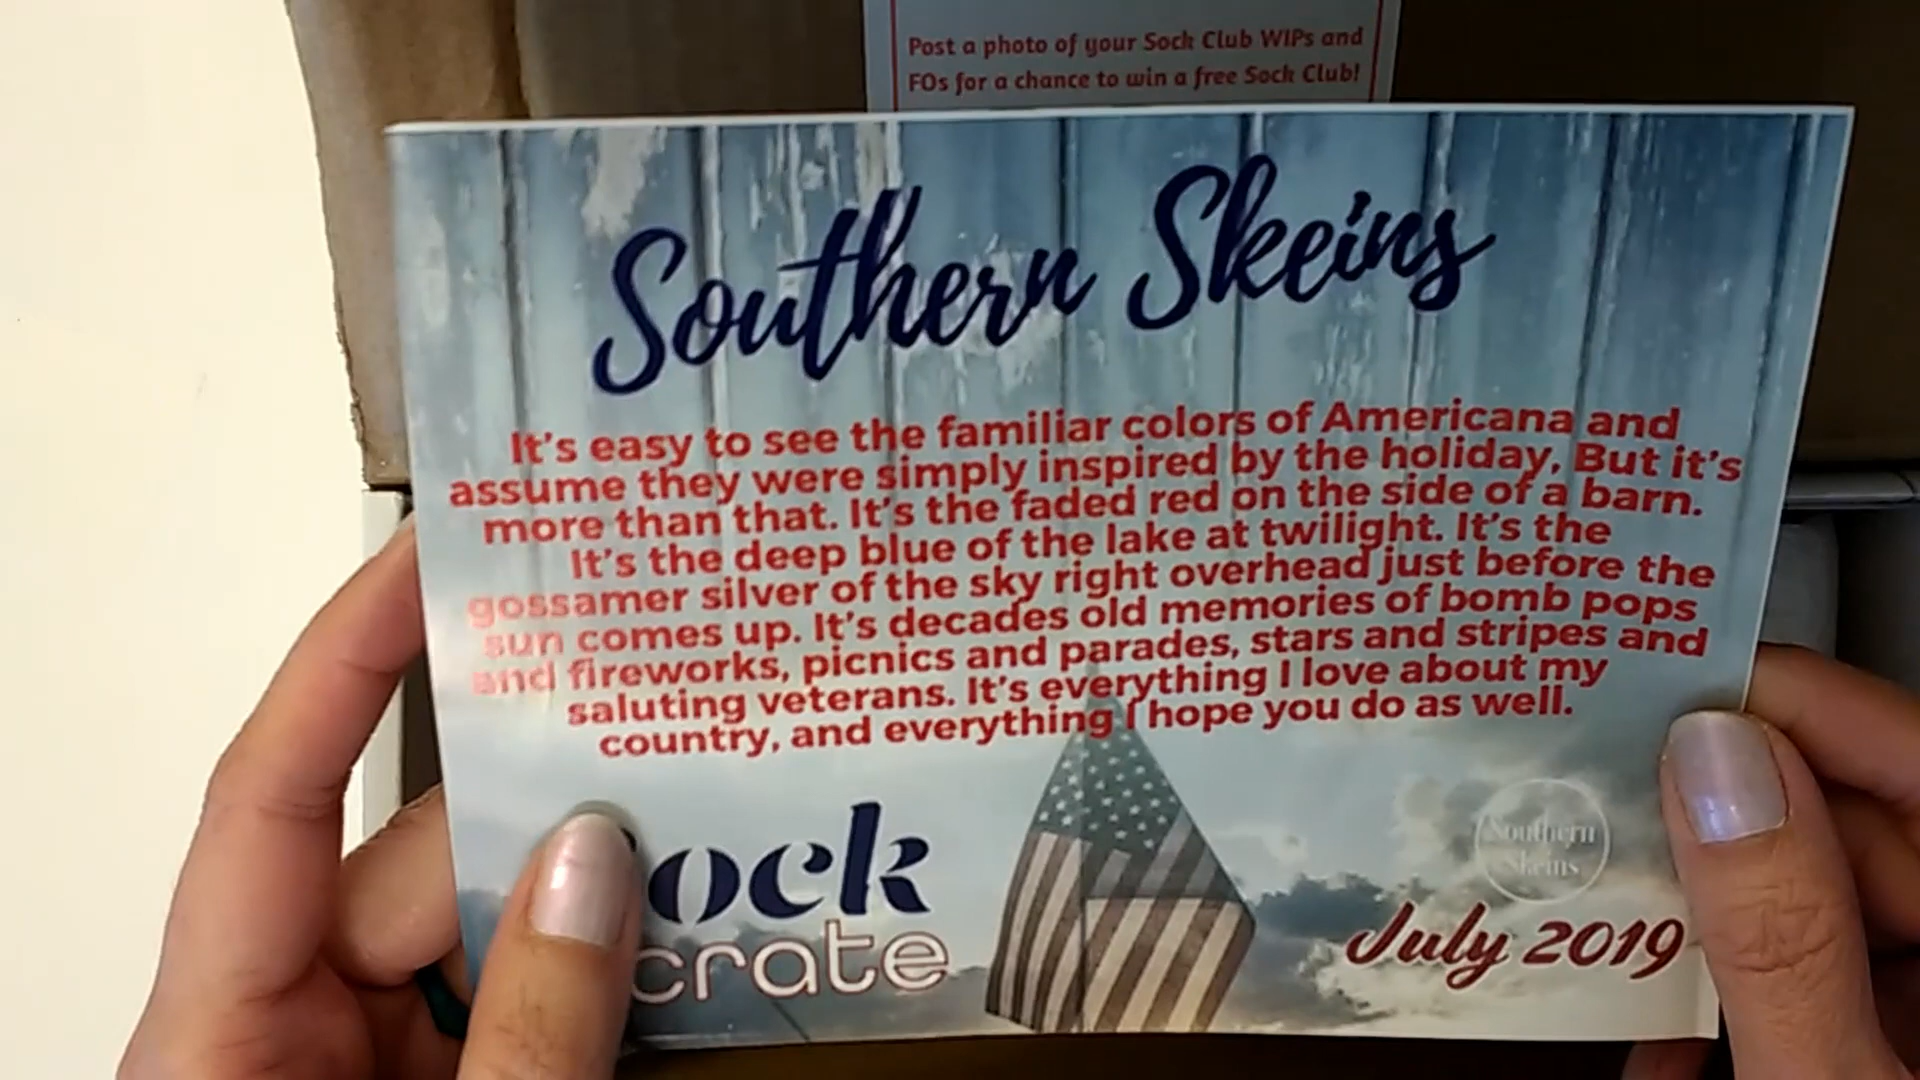 Post a photo of your Sock Club WIPs and
FOs for a chance to win a free Sock Club!
Southern Skeins
It's easy to see the familiar colors of Americana and
assume they were simply inspired by the holiday, But it's
more than that. It's the faded red on the side of a barn.
It's the deep blue of the lake at twilight. It's the
gossamer silver of the sky right overhead just before the
sun comes up. It's decades old memories of bomb pops
and fireworks, picnics and parades, stars and stripes and
saluting veterans. It's everything I love about my
country, and everything I hope you do as well.
ock
crate
Southern
Skeins
July 2019